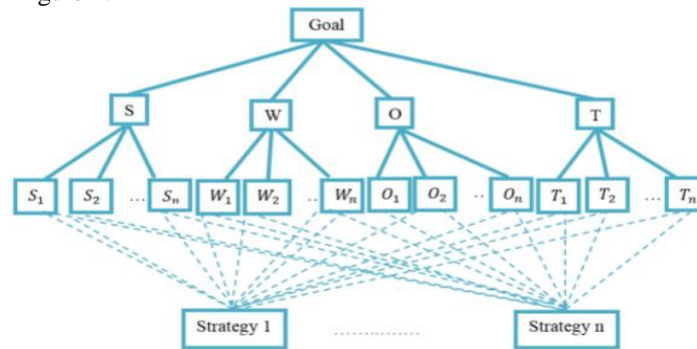 Goal
S W O T
S₁ S₂ ... Sₙ W₁ W₂ .. Wₙ O₁ O₂ .. Oₙ T₁ T₂ ... Tₙ
Strategy 1 .............. Strategy n